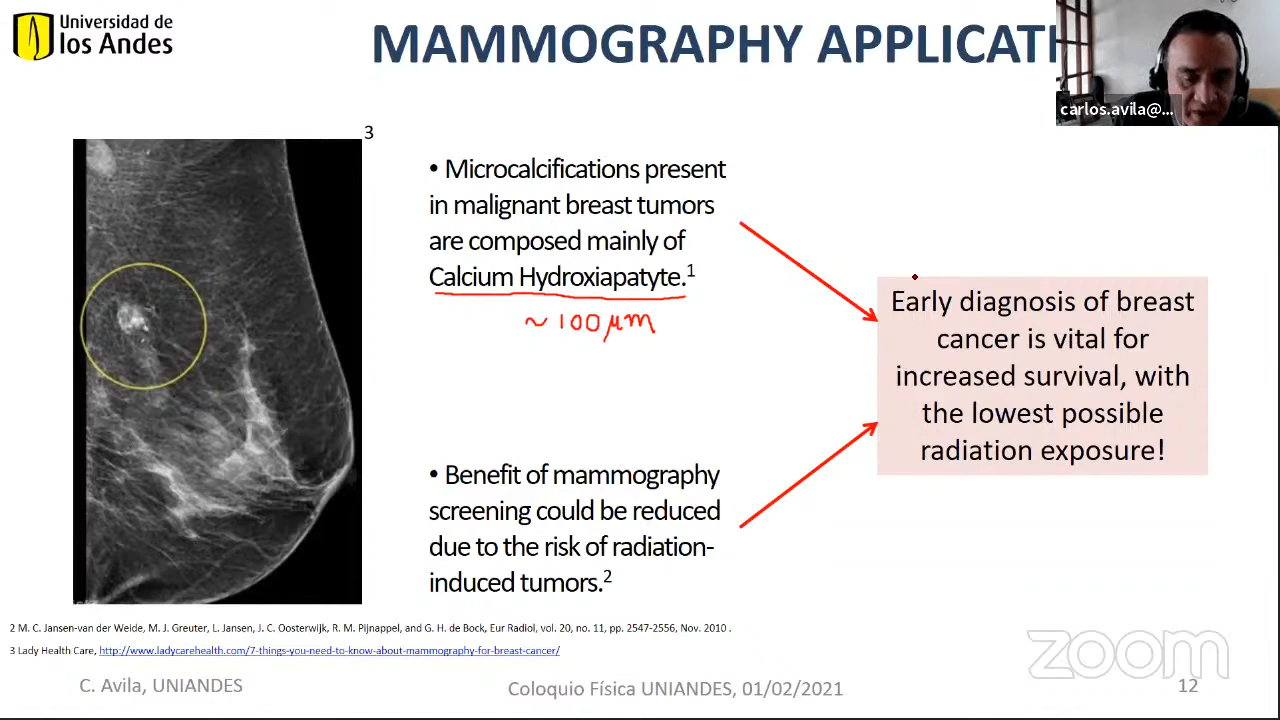 Universidad de
los Andes
MAMMOGRAPHY APPLICATI
carlos.avila@...
3
• Microcalcifications present
in malignant breast tumors
are composed mainly of
Calcium Hydroxiapatyte.1
~ 100 μm
Early diagnosis of breast
cancer is vital for
increased survival, with
the lowest possible
radiation exposure!
• Benefit of mammography
screening could be reduced
due to the risk of radiation-
induced tumors.2
2 M. C. Jansen-van der Weide, M. J. Greuter, L. Jansen, J. C. Oosterwijk, R. M. Pijnappel, and G. H. de Bock, Eur Radiol, vol. 20, no. 11, pp. 2547-2556, Nov. 2010 .
3 Lady Health Care, http://www.ladycarehealth.com/7-things-you-need-to-know-about-mammography-for-breast-cancer/
zoom
C. Avila, UNIANDES
Coloquio Física UNIANDES, 01/02/2021
12